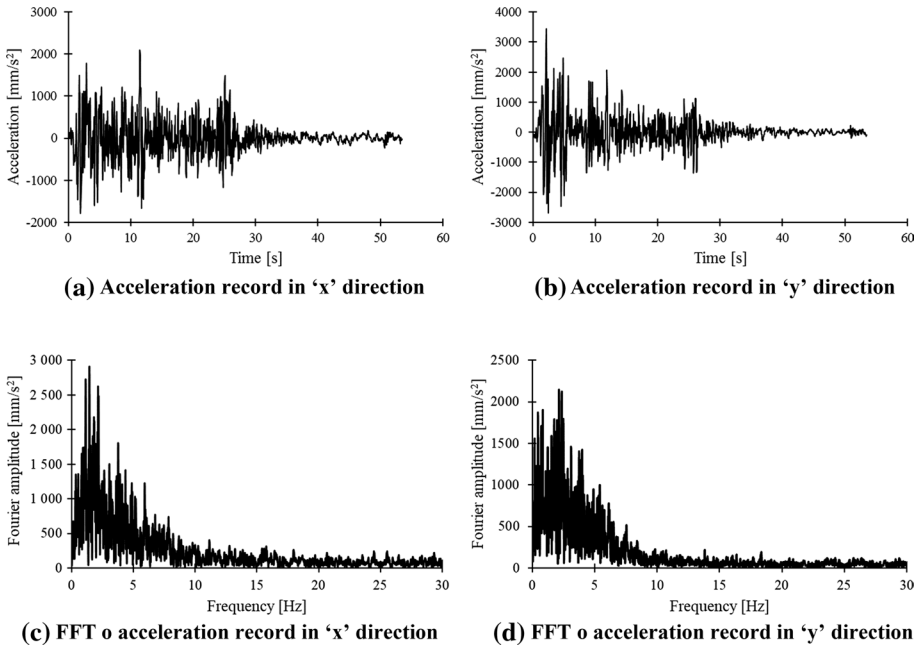 3000
2000
1000
0
-1000
-2000
Acceleration [mm/s²]
0 10 20 30 40 50 60
Time [s]
(a) Acceleration record in ‘x’ direction
4000
3000
2000
1000
0
-1000
-2000
-3000
Acceleration [mm/s²]
0 10 20 30 40 50 60
Time [s]
(b) Acceleration record in ‘y’ direction
3 000
2 500
2 000
1 500
1 000
500
0
Fourier amplitude [mm/s²]
0 5 10 15 20 25 30
Frequency [Hz]
(c) FFT o acceleration record in ‘x’ direction
2500
2000
1500
1000
500
0
Fourier amplitude [mm/s²]
0 5 10 15 20 25 30
Frequency [Hz]
(d) FFT o acceleration record in ‘y’ direction